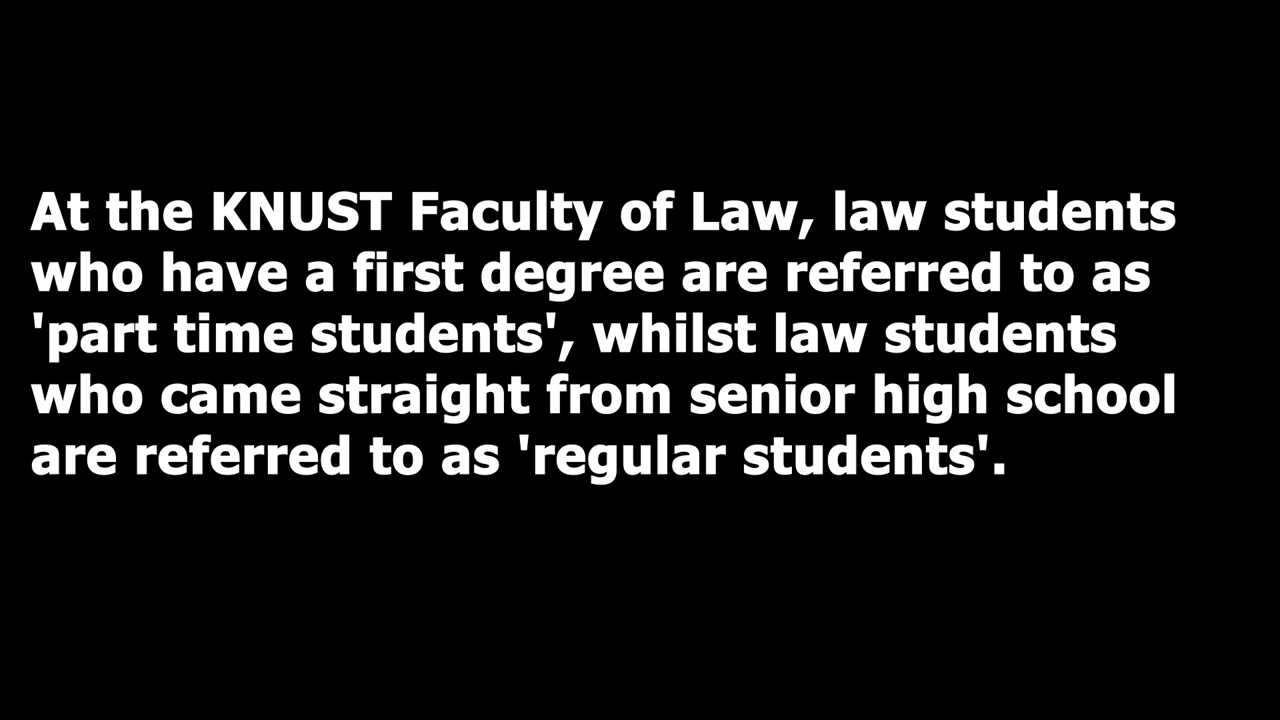 At the KNUST Faculty of Law, law students
who have a first degree are referred to as
'part time students', whilst law students
who came straight from senior high school
are referred to as 'regular students'.